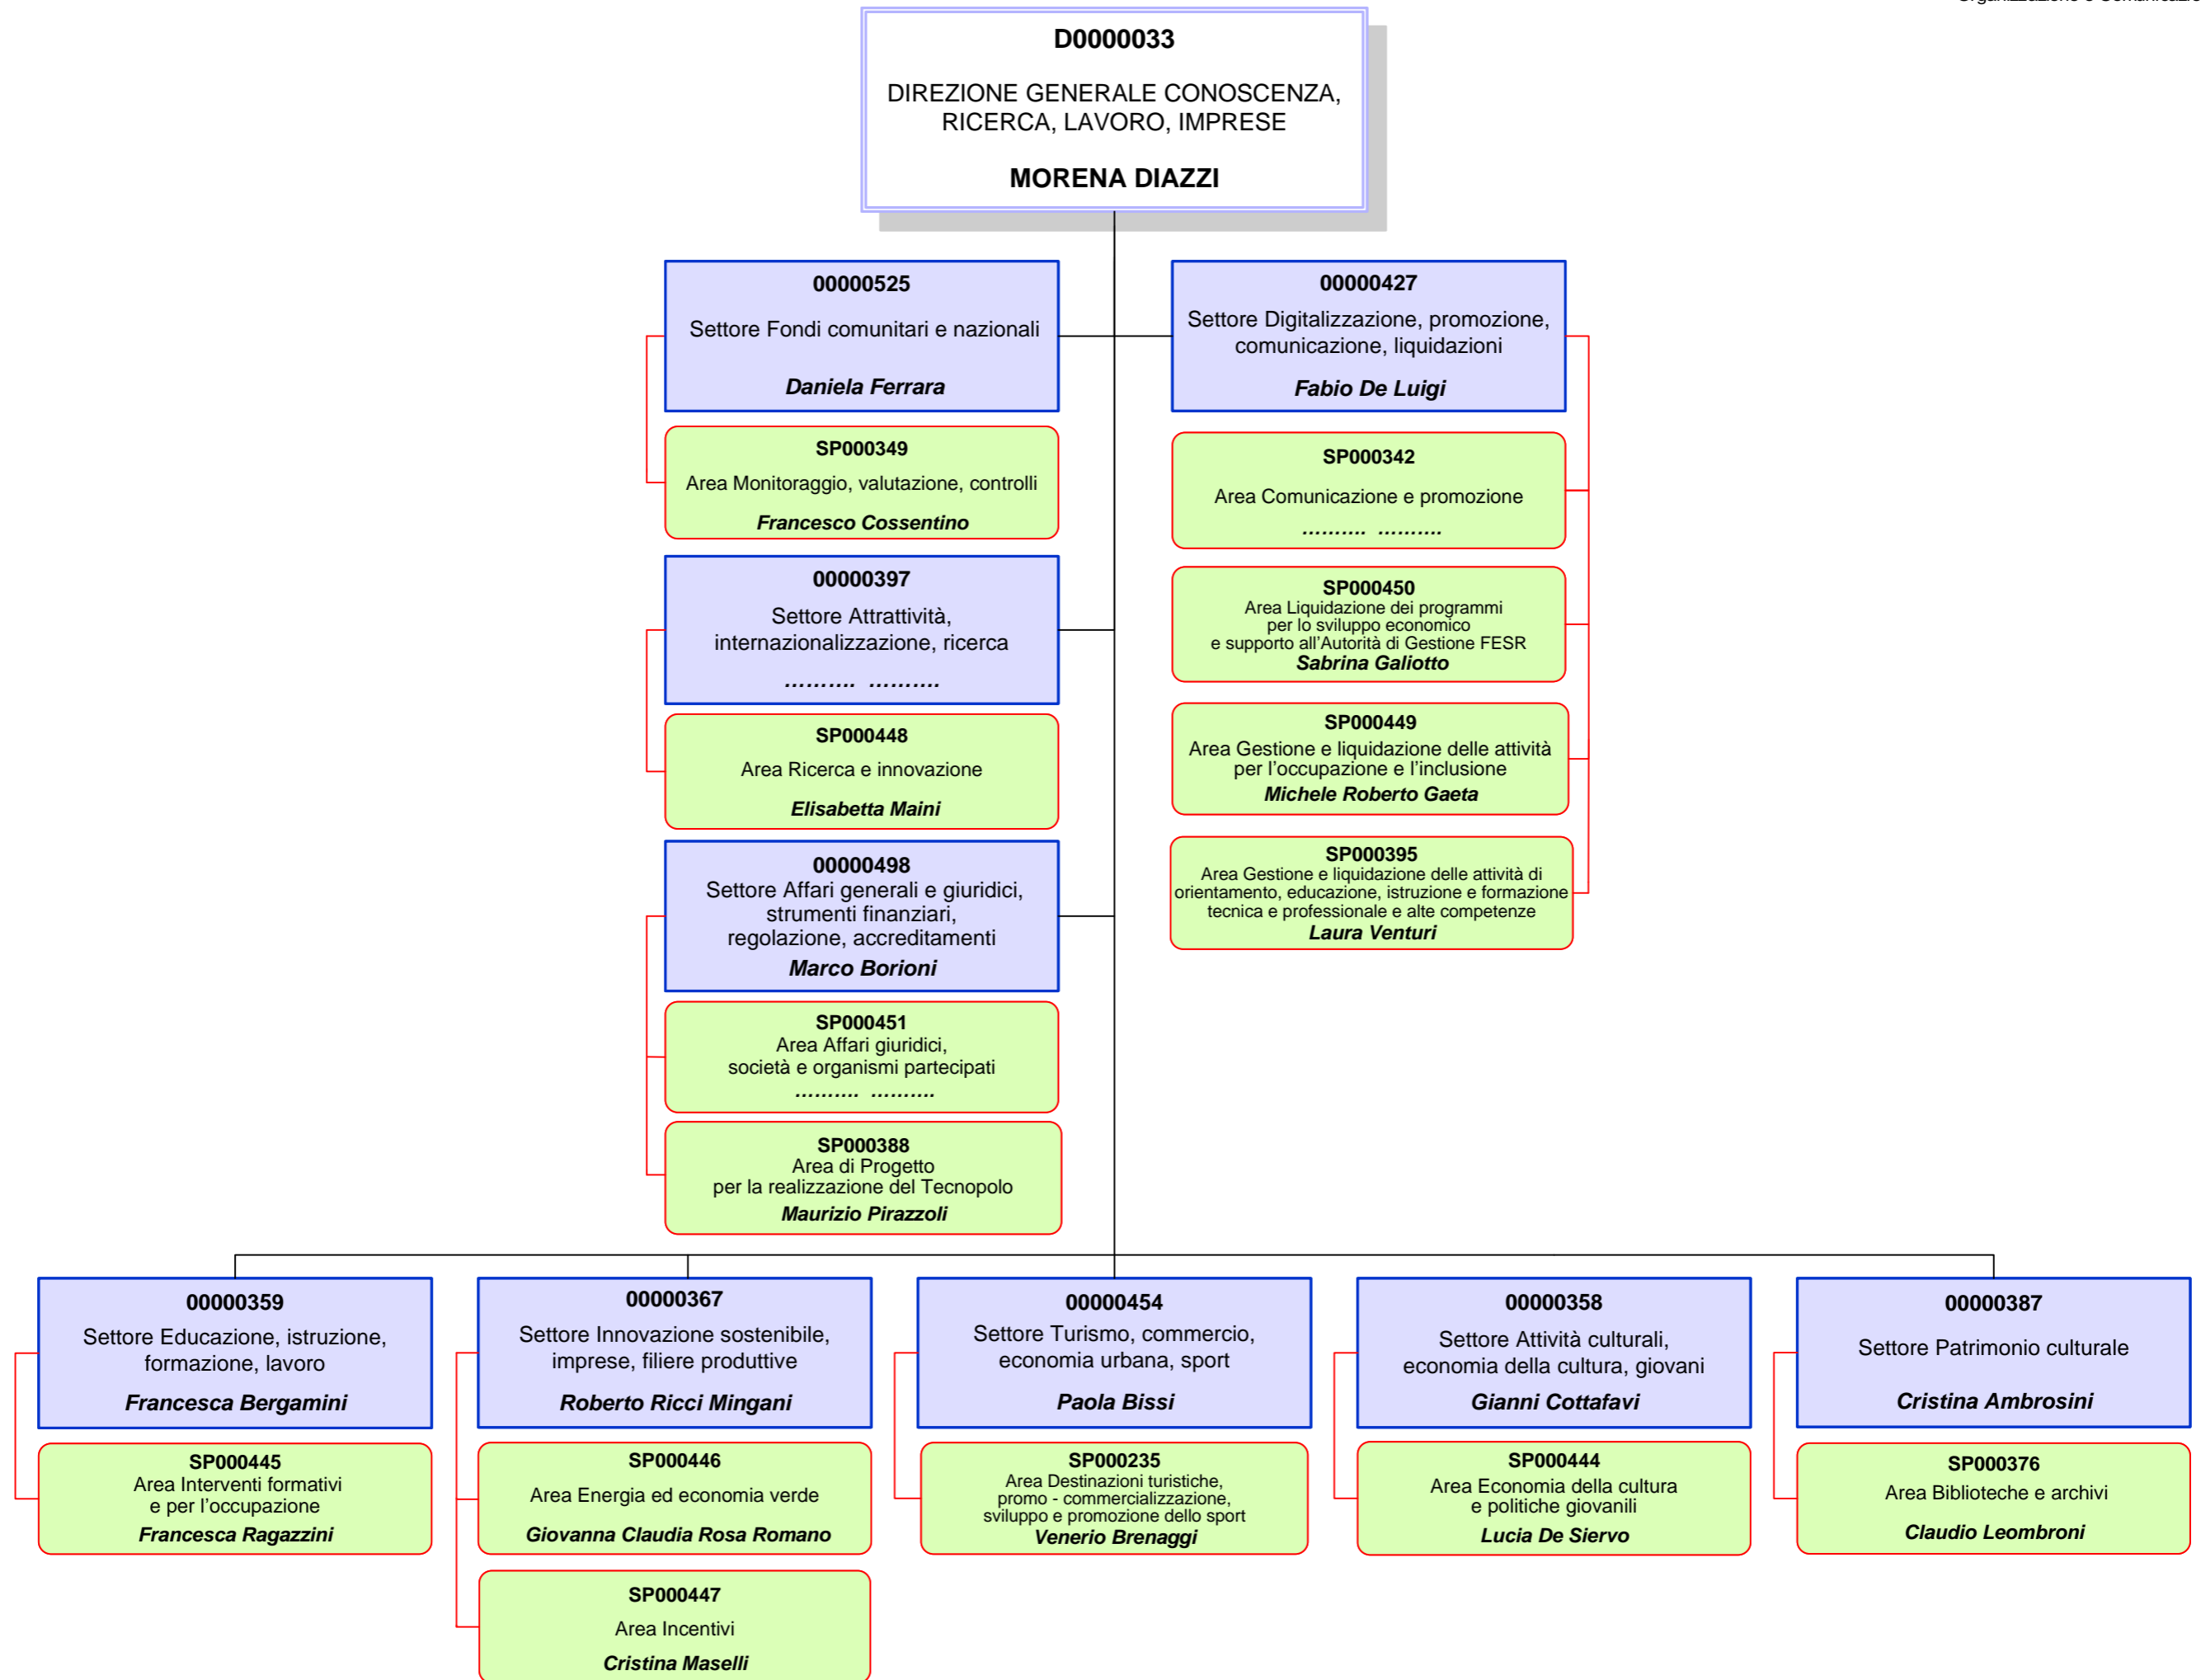 D0000033
DIREZIONE GENERALE CONOSCENZA,
RICERCA, LAVORO, IMPRESE
MORENA DIAZZI
00000525
Settore Fondi comunitari e nazionali
Daniela Ferrara
SP000349
Area Monitoraggio, valutazione, controlli
Francesco Cossentino
00000397
Settore Attrattività,
internazionalizzazione, ricerca
………. ……….
SP000448
Area Ricerca e innovazione
Elisabetta Maini
00000498
Settore Affari generali e giuridici,
strumenti finanziari,
regolazione, accreditamenti
Marco Borioni
SP000451
Area Affari giuridici,
società e organismi partecipati
………. ……….
SP000388
Area di Progetto
per la realizzazione del Tecnopolo
Maurizio Pirazzoli
00000427
Settore Digitalizzazione, promozione,
comunicazione, liquidazioni
Fabio De Luigi
SP000342
Area Comunicazione e promozione
………. ……….
SP000450
Area Liquidazione dei programmi
per lo sviluppo economico
e supporto all'Autorità di Gestione FESR
Sabrina Galiotto
SP000449
Area Gestione e liquidazione delle attività
per l'occupazione e l'inclusione
Michele Roberto Gaeta
SP000395
Area Gestione e liquidazione delle attività di
orientamento, educazione, istruzione e formazione
tecnica e professionale e alte competenze
Laura Venturi
00000359
Settore Educazione, istruzione,
formazione, lavoro
Francesca Bergamini
SP000445
Area Interventi formativi
e per l'occupazione
Francesca Ragazzini
00000367
Settore Innovazione sostenibile,
imprese, filiere produttive
Roberto Ricci Mingani
SP000446
Area Energia ed economia verde
Giovanna Claudia Rosa Romano
SP000447
Area Incentivi
Cristina Maselli
00000454
Settore Turismo, commercio,
economia urbana, sport
Paola Bissi
SP000235
Area Destinazioni turistiche,
promo - commercializzazione,
sviluppo e promozione dello sport
Venerio Brenaggi
00000358
Settore Attività culturali,
economia della cultura, giovani
Gianni Cottafavi
SP000444
Area Economia della cultura
e politiche giovanili
Lucia De Siervo
00000387
Settore Patrimonio culturale
Cristina Ambrosini
SP000376
Area Biblioteche e archivi
Claudio Leombroni